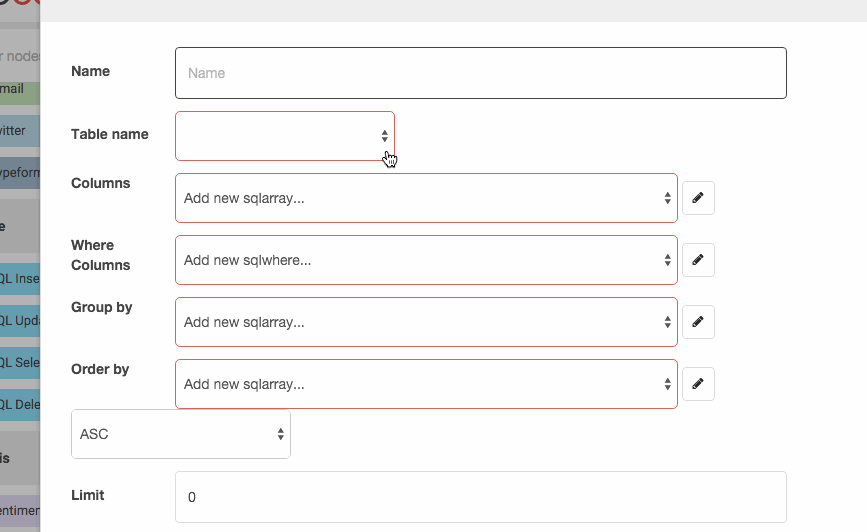 Name
Name
Table name
Columns
Add new sqlarray...
Where
Columns
Add new sqlwhere...
Group by
Add new sqlarray...
Order by
Add new sqlarray...
ASC
Limit
0
r nodes
mail
witter
ypeform
e
QL Inse
QL Upda
QL Sele
QL Dele
is
entimen